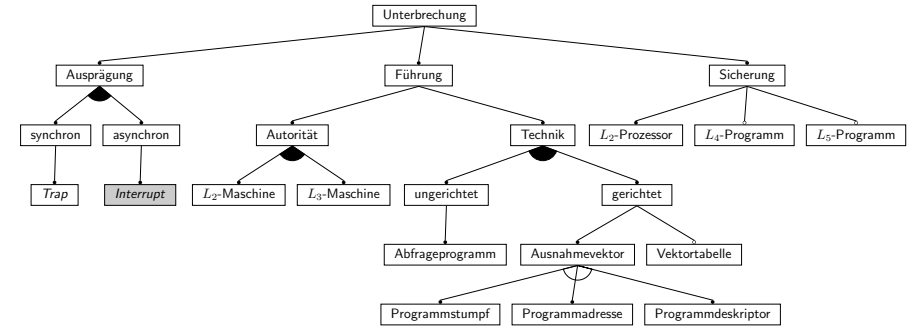 Unterbrechung
Ausprägung Führung Sicherung
synchron asynchron Autorität Technik L2-Prozessor L4-Programm L5-Programm
Trap Interrupt L2-Maschine L3-Maschine ungerichtet gerichtet
Abfrageprogramm Ausnahmevektor Vektortabelle
Programmstumpf Programmadresse Programmdeskriptor